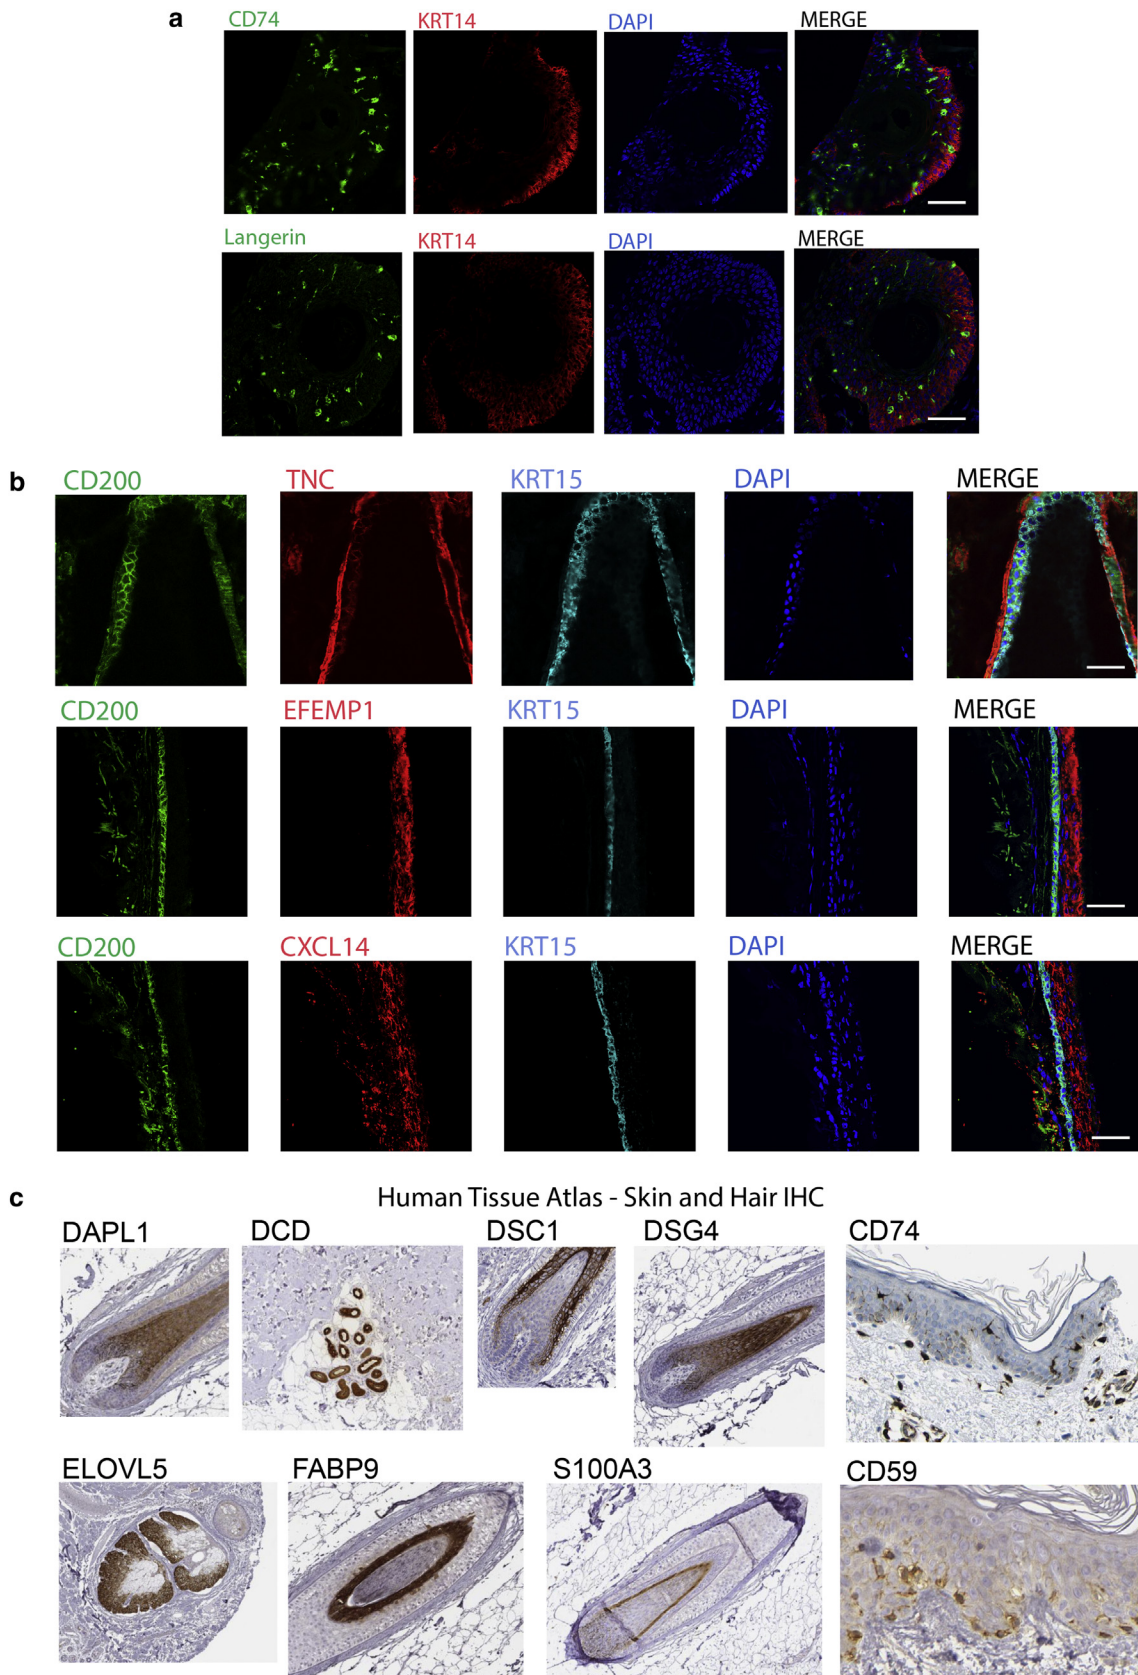 a
CD74 KRT14 DAPI MERGE
Langerin KRT14 DAPI MERGE
b
CD200 TNC KRT15 DAPI MERGE
CD200 EFEMP1 KRT15 DAPI MERGE
CD200 CXCL14 KRT15 DAPI MERGE
c
Human Tissue Atlas - Skin and Hair IHC
DAPL1 DCD DSC1 DSG4 CD74
ELOVL5 FABP9 S100A3 CD59